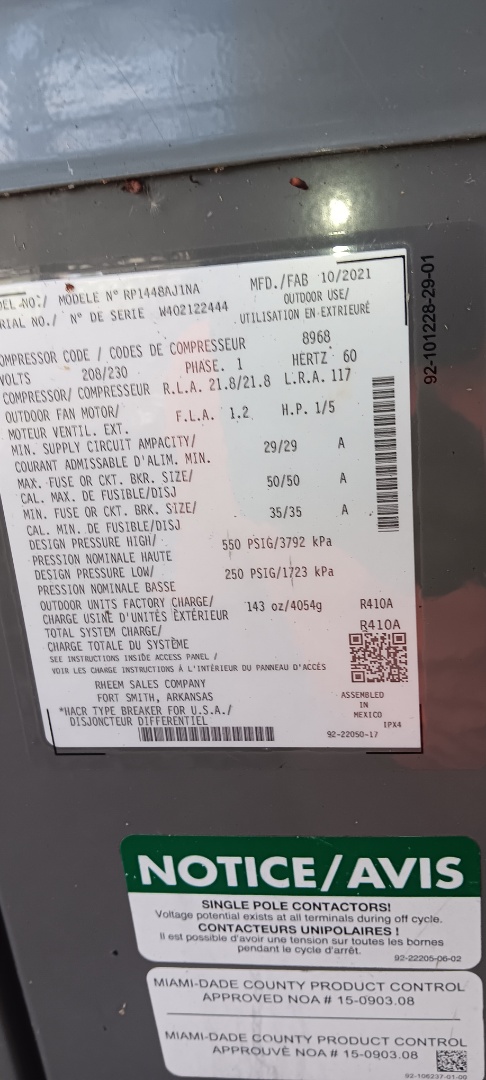 DEL NO:/ MODELE N° RP1448AJ1NA MFD./FAB 10/2021
RIAL NO./ N° DE SERIE W402122444 OUTDOOR USE/
UTILISATION EN-EXTRIEURÉ
OMPRESSOR CODE / CODES DE COMPRESSEUR 8968
VOLTS 208/230 PHASE. 1 HERTZ 60
COMPRESSOR/ COMPRESSEUR R.L.A. 21.8/21.8 L.R.A. 117
OUTDOOR FAN MOTOR/ F.L.A. 1.2 H.P. 1/5
MOTEUR VENTIL. EXT.
MIN. SUPPLY CIRCUIT AMPACITY/ 29/29 A
COURANT ADMISSABLE D'ALIM. MIN.
MAX. FUSE OR CKT. BKR. SIZE/ 50/50 A
CAL. MAX. DE FUSIBLE/DISJ
MIN. FUSE OR CKT. BRK. SIZE/ 35/35 A
CAL. MIN. DE FUSIBLE/DISJ
DESIGN PRESSURE HIGH/ 550 PSIG/3792 kPa
PRESSION NOMINALE HAUTE
DESIGN PRESSURE LOW/ 250 PSIG/1723 kPa
PRESSION NOMINALE BASSE
OUTDOOR UNITS FACTORY CHARGE/ 143 oz/4054g R410A
CHARGE USINE D'UNITÉS EXTÉRIEUR
TOTAL SYSTEM CHARGE/ R410A
CHARGE TOTALE DU SYSTÈME
SEE INSTRUCTIONS INSIDE ACCESS PANEL /
VOIR LES CHARGE INSTRUCTIONS À L'INTÉRIEUR DU PANNEAU D'ACCÈS
RHEEM SALES COMPANY
FORT SMITH, ARKANSAS
ASSEMBLED
IN
MEXICO
*HACR TYPE BREAKER FOR U.S.A./
DISJONCTEUR DIFFERENTIEL
IPX4
92-22050-17
92-101228-29-01
NOTICE/AVIS
SINGLE POLE CONTACTORS!
Voltage potential exists at all terminals during off cycle.
CONTACTEURS UNIPOLAIRES !
Il est possible d'avoir une tension sur toutes les bornes
pendant le cycle d'arrêt.
92-22205-06-02
MIAMI-DADE COUNTY PRODUCT CONTROL
APPROVED NOA # 15-0903.08
MIAMI-DADE COUNTY PRODUCT CONTROL
APPROUVÉ NOA # 15-0903.08
92-106237-01-00